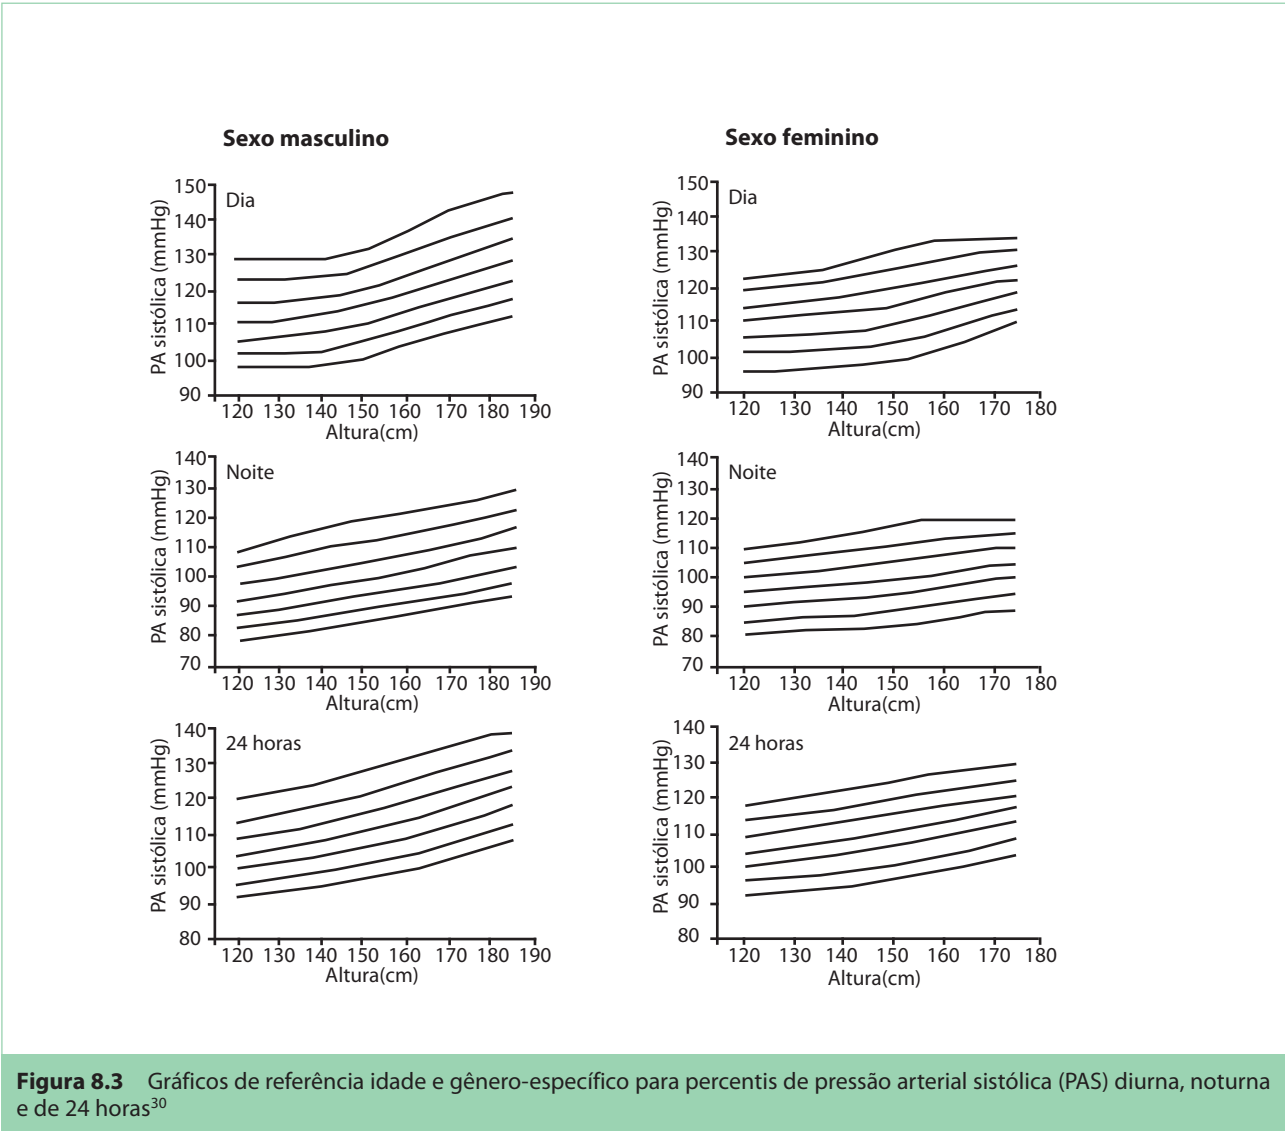 Sexo masculino
Sexo feminino
Dia
PA sistólica (mmHg)
150
140
130
120
110
100
90
120 130 140 150 160 170 180 190
Altura(cm)
Dia
PA sistólica (mmHg)
150
140
130
120
110
100
90
120 130 140 150 160 170 180
Altura(cm)
Noite
PA sistólica (mmHg)
140
130
120
110
100
90
80
70
120 130 140 150 160 170 180 190
Altura(cm)
Noite
PA sistólica (mmHg)
140
130
120
110
100
90
80
70
120 130 140 150 160 170 180
Altura(cm)
24 horas
PA sistólica (mmHg)
140
130
120
110
100
90
80
120 130 140 150 160 170 180 190
Altura(cm)
24 horas
PA sistólica (mmHg)
140
130
120
110
100
90
80
120 130 140 150 160 170 180
Altura(cm)
Figura 8.3 Gráficos de referência idade e gênero-específico para percentis de pressão arterial sistólica (PAS) diurna, noturna
e de 24 horas³⁰